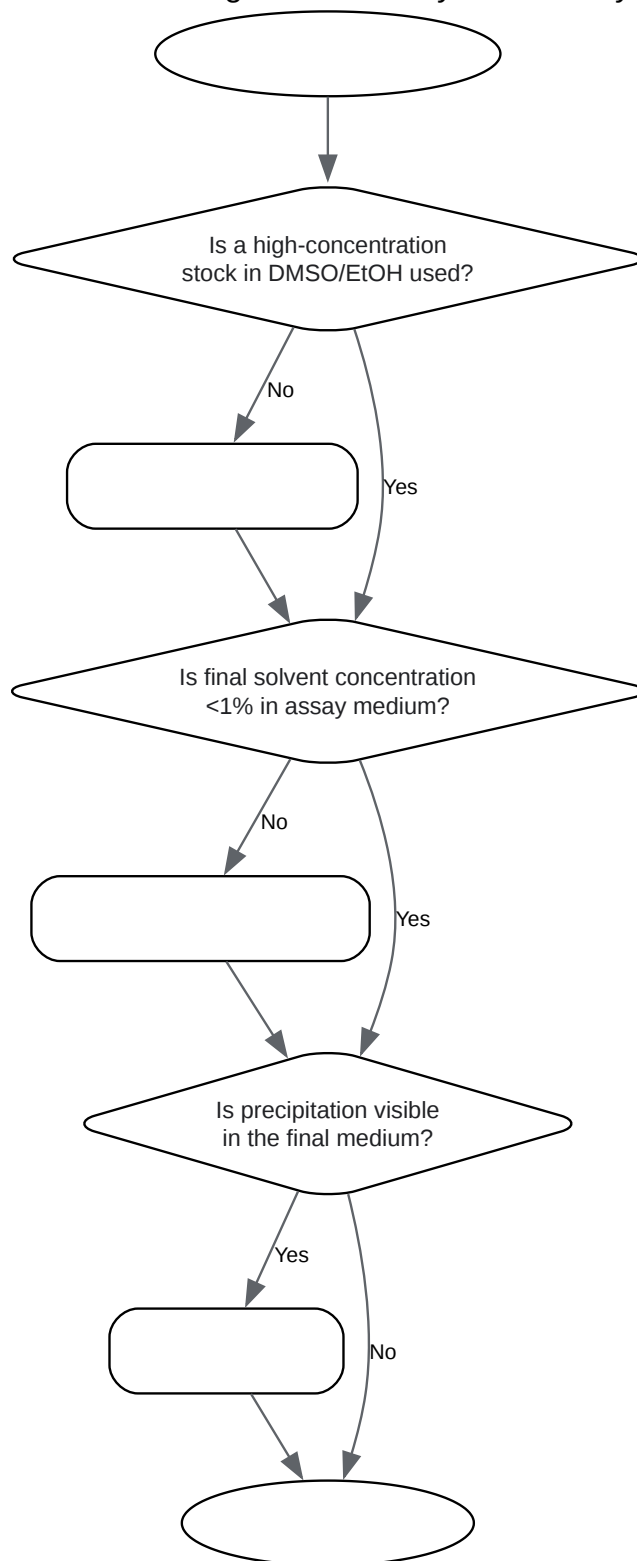 Is a high-concentration
stock in DMSO/EtOH used?
No
Yes
Is final solvent concentration
<1% in assay medium?
No
Yes
Is precipitation visible
in the final medium?
Yes
No